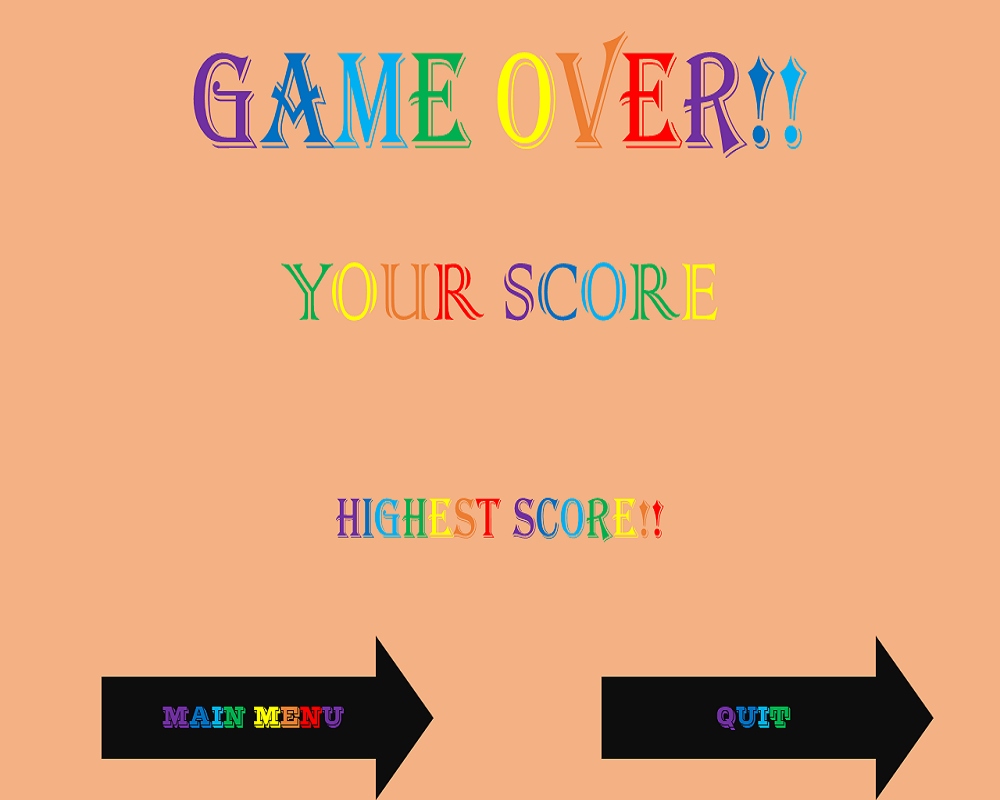 GAME OVER!!
YOUR SCORE
HIGHEST SCORE!!
MAIN MENU
QUIT